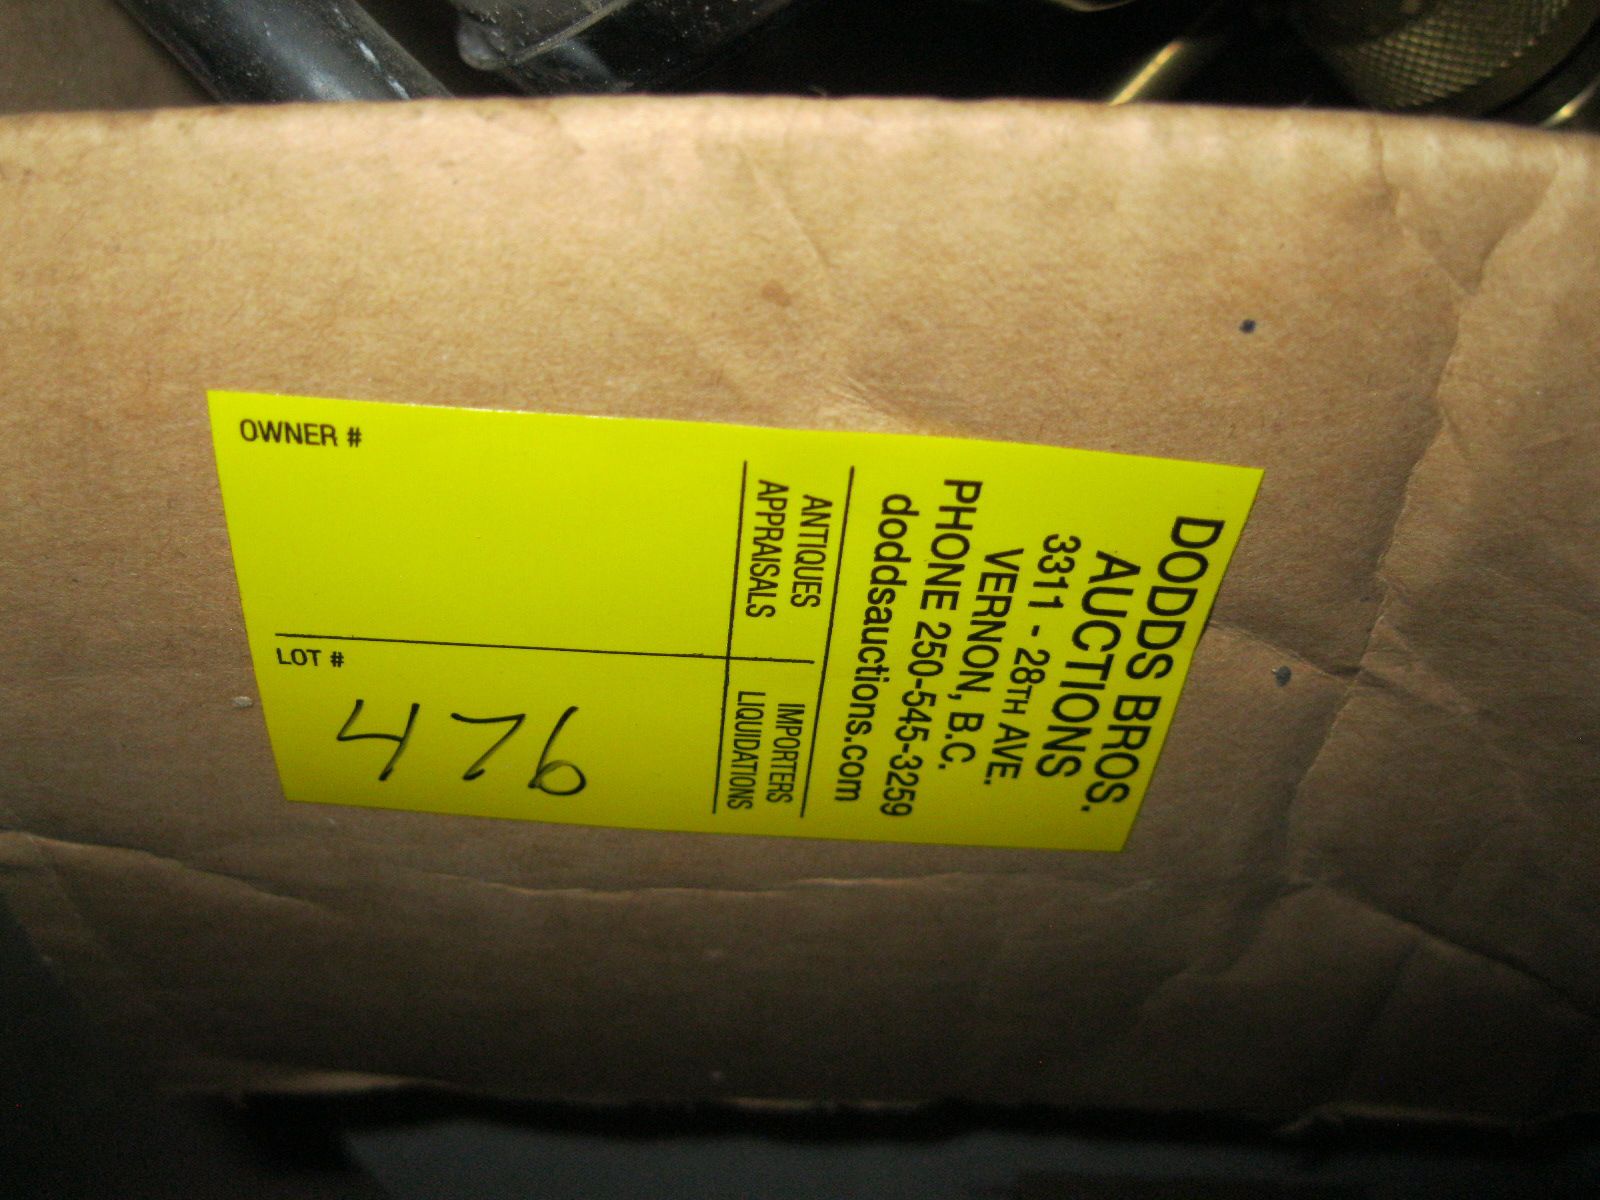 DODDS BROS.
AUCTIONS
3311 - 28TH AVE.
VERNON, B.C.
PHONE 250-545-3259
doddsauctions.com
ANTIQUES
APPRAISALS
IMPORTERS
LIQUIDATIONS
OWNER #
LOT #
476